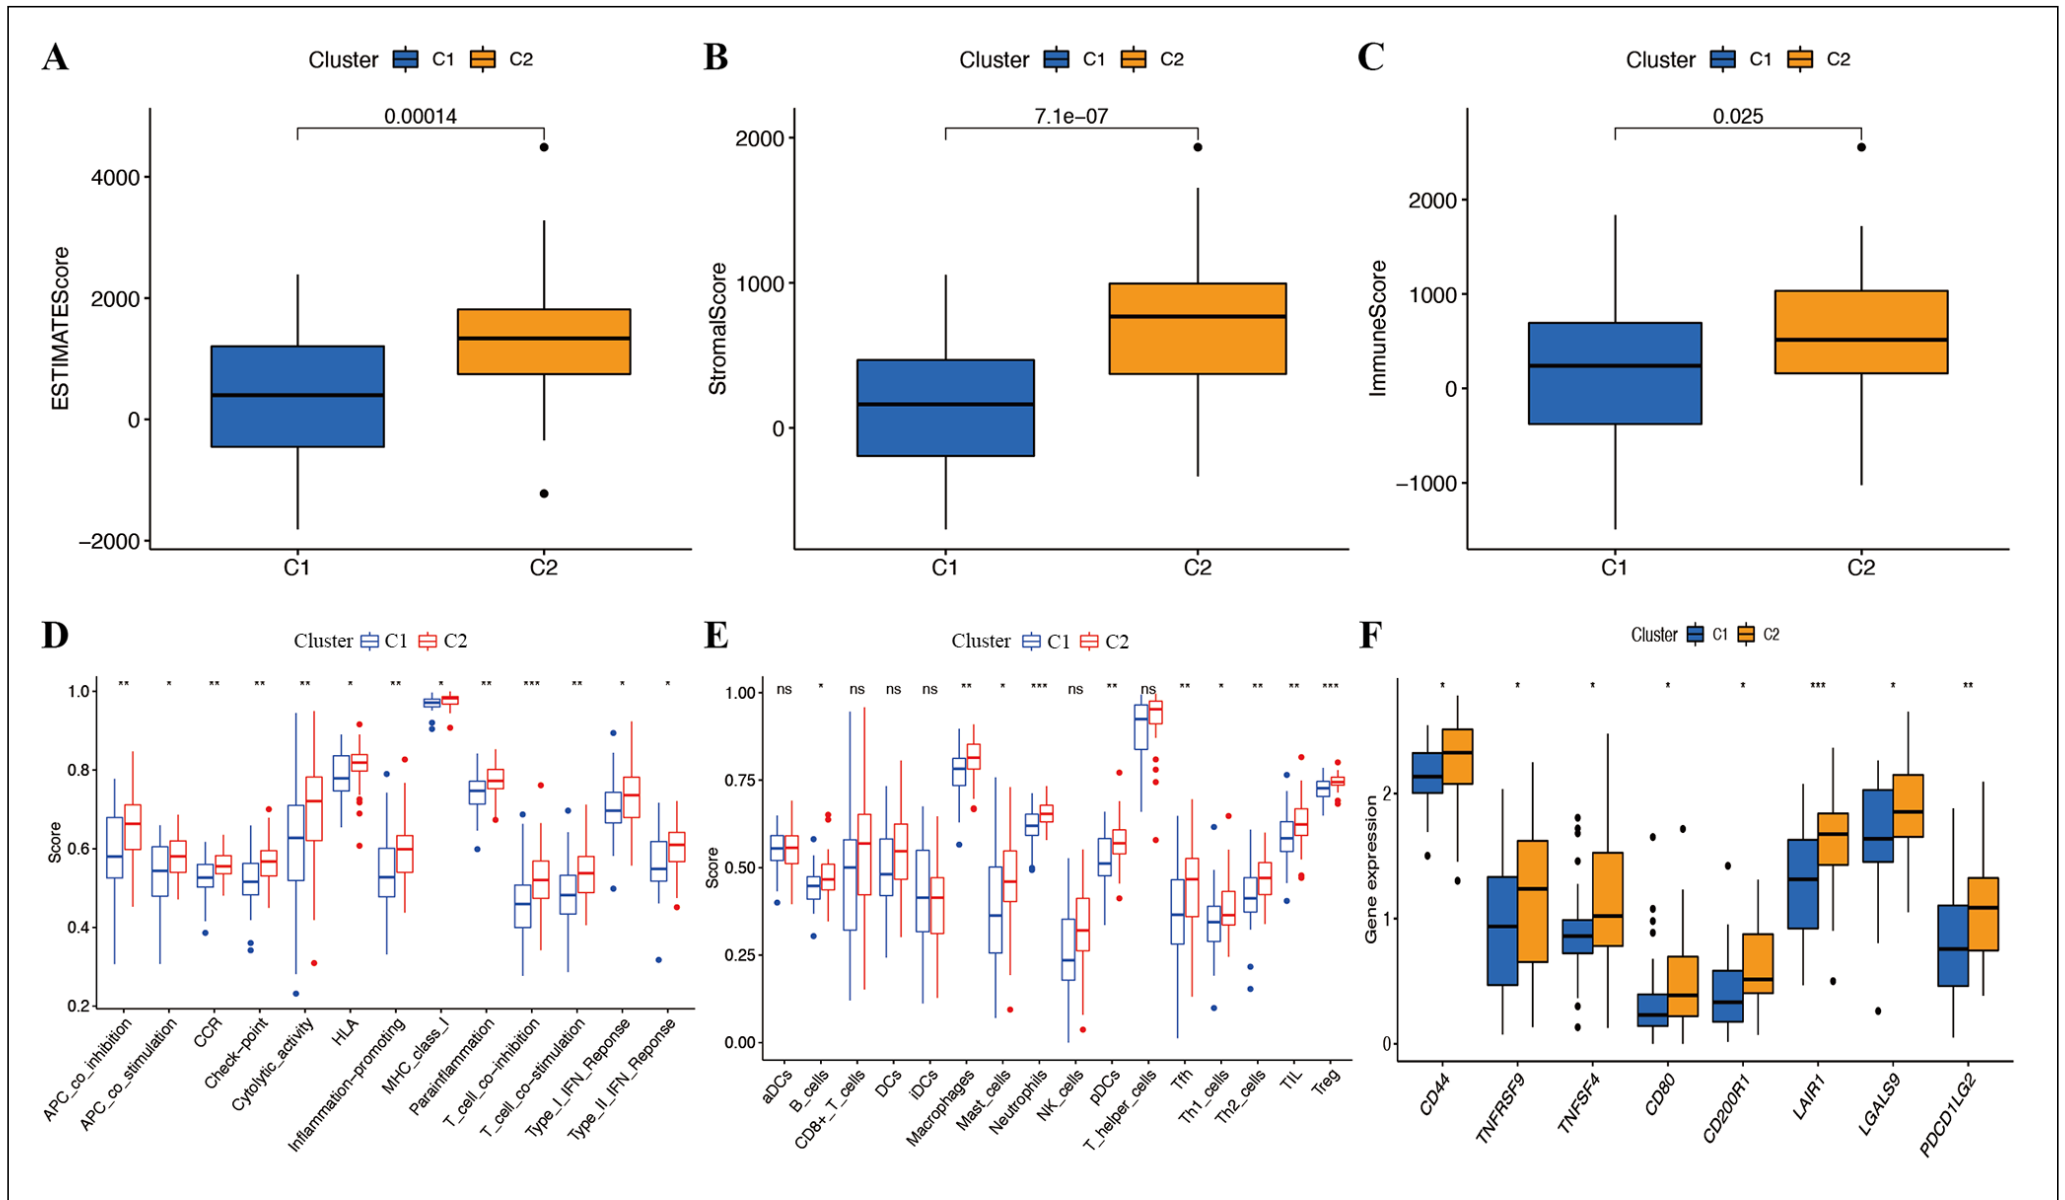 A
Cluster C1 C2
0.00014
ESTIMATEScore
4000
2000
0
−2000
C1 C2
B
Cluster C1 C2
7.1e−07
StromalScore
2000
1000
0
C1 C2
C
Cluster C1 C2
0.025
ImmuneScore
2000
1000
0
−1000
C1 C2
D
Cluster C1 C2
** * ** ** ** * ** * ** *** ** * *
Score
1.0
0.8
0.6
0.4
0.2
APC_co_inhibition
APC_co_stimulation
CCR
Check−point
Cytolytic_activity
HLA
Inflammation−promoting
MHC_class_I
Parainflammation
T_cell_co−inhibition
T_cell_co−stimulation
Type_I_IFN_Reponse
Type_II_IFN_Reponse
E
Cluster C1 C2
ns * ns ns ns ** * *** ns ** ns ** * ** ** ***
Score
1.00
0.75
0.50
0.25
0.00
aDCs
B_cells
CD8+_T_cells
DCs
iDCs
Macrophages
Mast_cells
Neutrophils
NK_cells
pDCs
T_helper_cells
Tfh
Th1_cells
Th2_cells
TIL
Treg
F
Cluster C1 C2
* * * * * *** * **
Gene expression
2
1
0
CD44
TNFRSF9
TNFSF4
CD80
CD200R1
LAIR1
LGALS9
PDCD1LG2